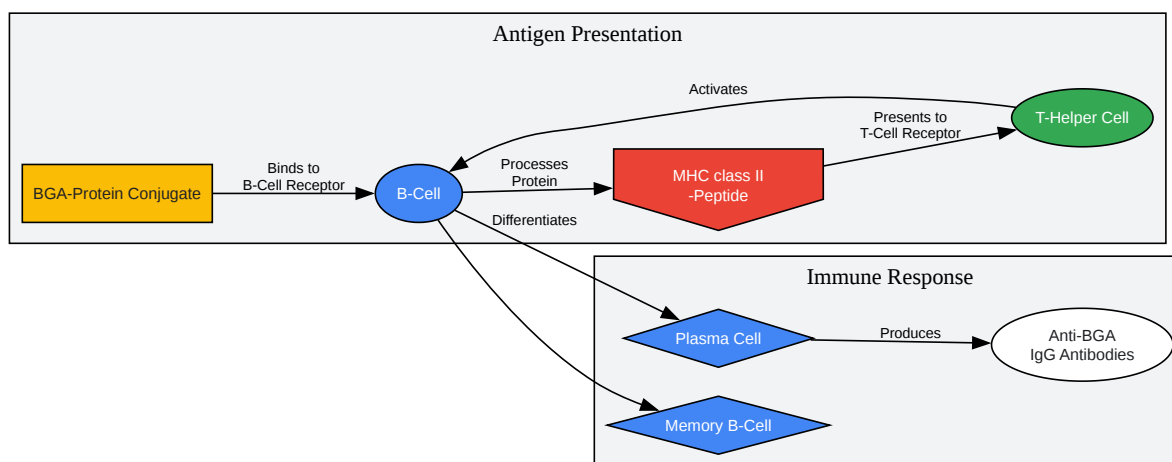 Antigen Presentation
Activates
Presents to
T-Cell Receptor
T-Helper Cell
Binds to
B-Cell Receptor
Processes
Protein
MHC class II
-Peptide
BGA-Protein Conjugate
B-Cell
Differentiates
Immune Response
Plasma Cell
Produces
Anti-BGA
IgG Antibodies
Memory B-Cell